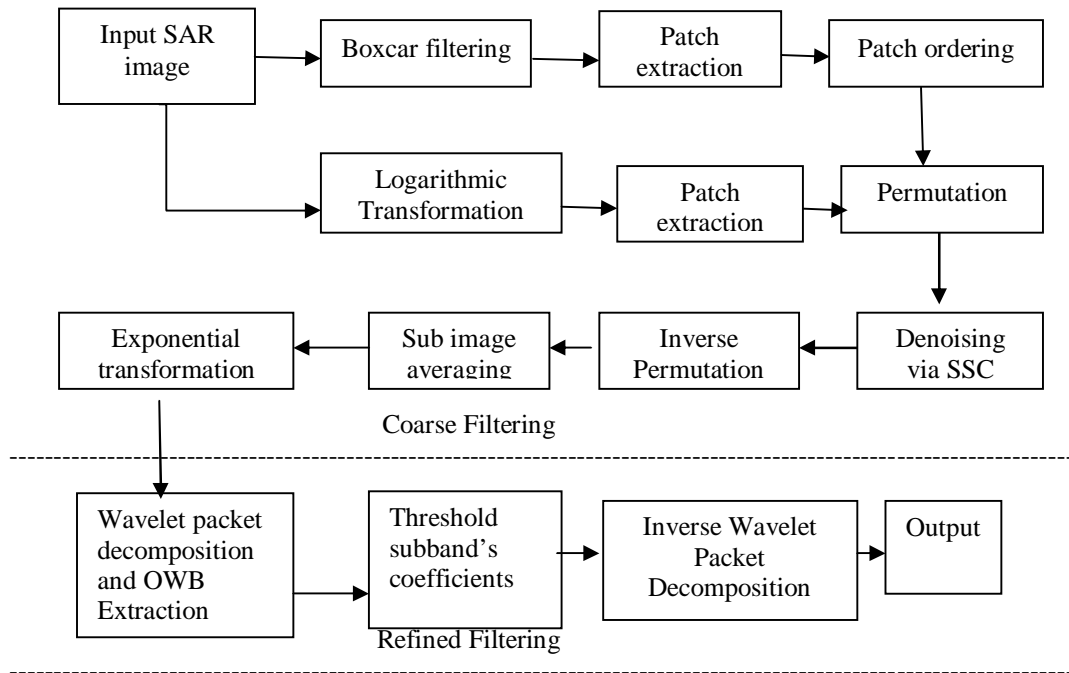 Input SAR
image
Boxcar filtering
Patch
extraction
Patch ordering
Logarithmic
Transformation
Patch
extraction
Permutation
Exponential
transformation
Sub image
averaging
Inverse
Permutation
Denoising
via SSC
Coarse Filtering
Wavelet packet
decomposition
and OWB
Extraction
Threshold
subband's
coefficients
Inverse Wavelet
Packet
Decomposition
Output
Refined Filtering